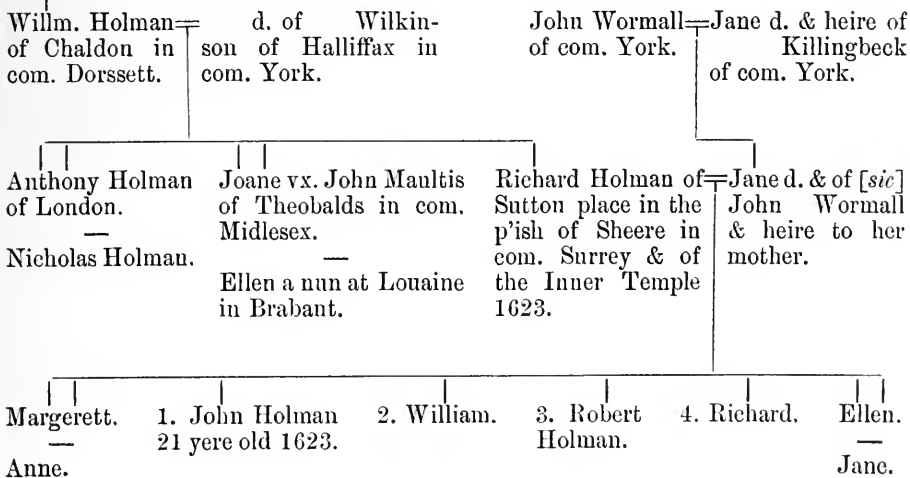 Willm. Holman
of Chaldon in
com. Dorssett.
d. of Wilkin-
son of Halliffax in
com. York.
John Wormall
of com. York.
Jane d. & heire of
Killingbeck
of com. York.
Anthony Holman
of London.
—
Nicholas Holman.
Joane vx. John Maultis
of Theobalds in com.
Midlesex.
—
Ellen a nun at Louaine
in Brabant.
Richard Holman of
Sutton place in the
p'ish of Sheere in
com. Surrey & of
the Inner Temple
1623.
Jane d. & of [sic]
John Wormall
& heire to her
mother.
Margerett.
—
Anne.
1. John Holman
21 yere old 1623.
2. William.
3. Robert
Holman.
4. Richard.
Ellen.
—
Jane.